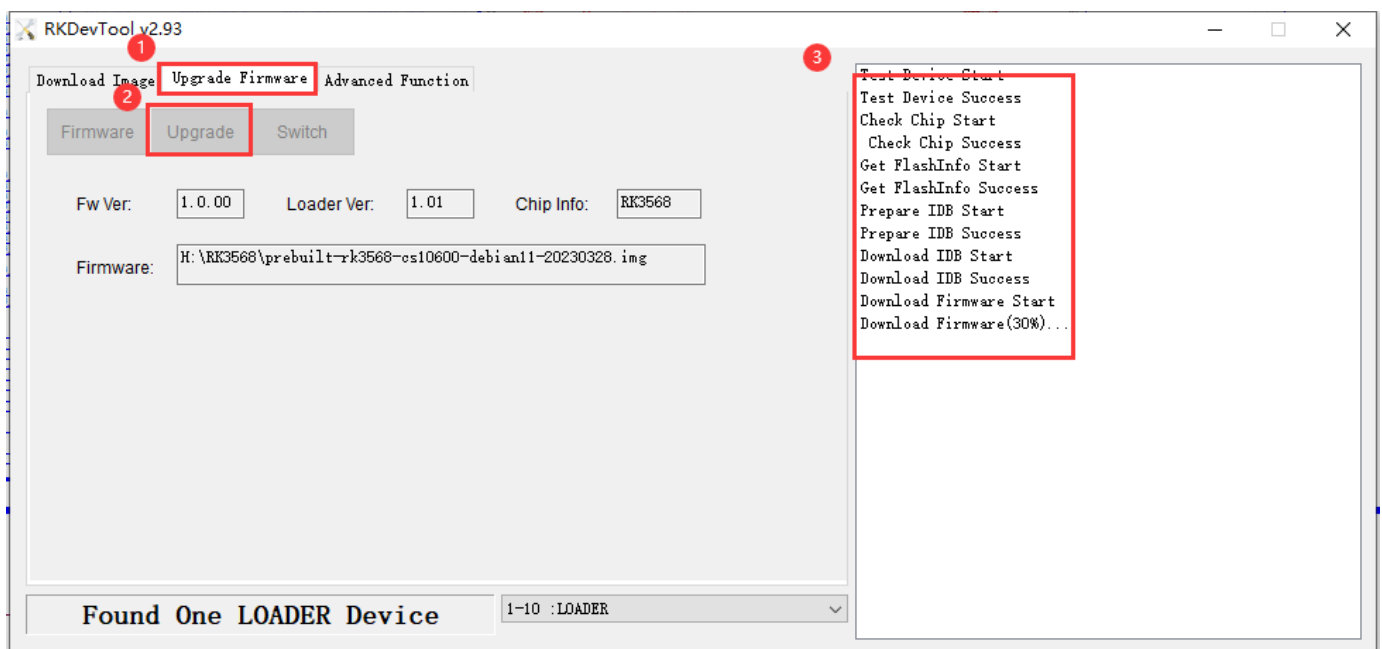 RKDevTool v2.93
1
3
Download Image Upgrade Firmware Advanced Function
2
Firmware Upgrade Switch
Fw Ver: 1.0.00 Loader Ver: 1.01 Chip Info: RK3568
Firmware: H:\RK3568\prebuilt-rk3568-cs10600-debian11-20230328.img
Found One LOADER Device
1-10 :LOADER
Test Device Start
Test Device Success
Check Chip Start
Check Chip Success
Get FlashInfo Start
Get FlashInfo Success
Prepare IDB Start
Prepare IDB Success
Download IDB Start
Download IDB Success
Download Firmware Start
Download Firmware(30%)...